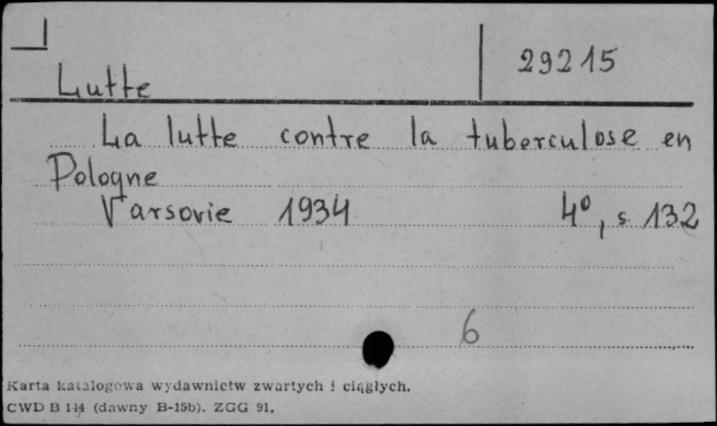 29215
Lutte
La lutte contre la tuberculose en
Pologne
Varsovie 1934 4°, s. 132
6
Karta katalogowa wydawnictw zwartych i ciągłych.
CWD B 114 (dawny B-15b). ZGG 91.